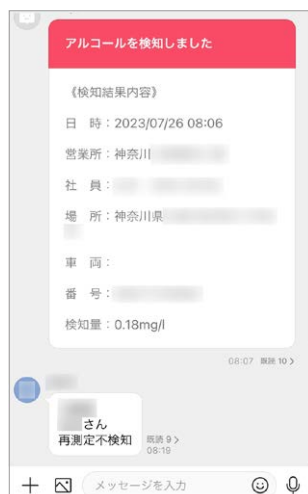 アルコールを検知しました
《検知結果内容》
日　時：2023/07/26 08:06
営業所：神奈川
社　員：
場　所：神奈川県
車　両：
番　号：
検知量：0.18mg/l
08:07 既読 10 >
さん
再測定不検知
既読 9 >
08:19
メッセージを入力